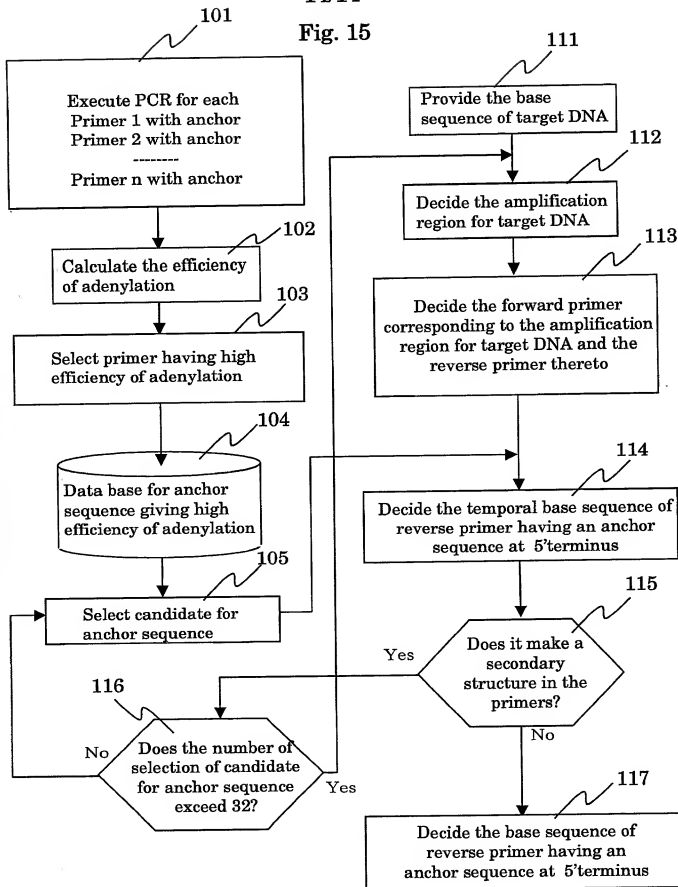 Fig. 15
101
Execute PCR for each
Primer 1 with anchor
Primer 2 with anchor
--------
Primer n with anchor
102
Calculate the efficiency
of adenylation
103
Select primer having high
efficiency of adenylation
104
Data base for anchor
sequence giving high
efficiency of adenylation
105
Select candidate for
anchor sequence
111
Provide the base
sequence of target DNA
112
Decide the amplification
region for target DNA
113
Decide the forward primer
corresponding to the amplification
region for target DNA and the
reverse primer thereto
114
Decide the temporal base sequence of
reverse primer having an anchor
sequence at 5'terminus
115
Does it make a
secondary
structure in the
primers?
Yes
No
116
Does the number of
selection of candidate
for anchor sequence
exceed 32?
No
Yes
117
Decide the base sequence of
reverse primer having an
anchor sequence at 5'terminus